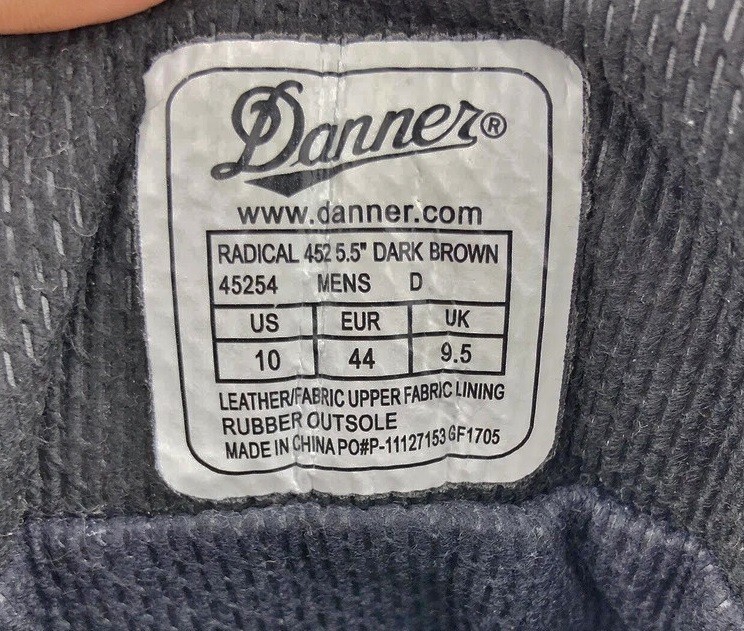 Danner®
www.danner.com
RADICAL 452 5.5" DARK BROWN
45254 MENS D
US EUR UK
10 44 9.5
LEATHER/FABRIC UPPER FABRIC LINING
RUBBER OUTSOLE
MADE IN CHINA PO#P-11127153 GF1705